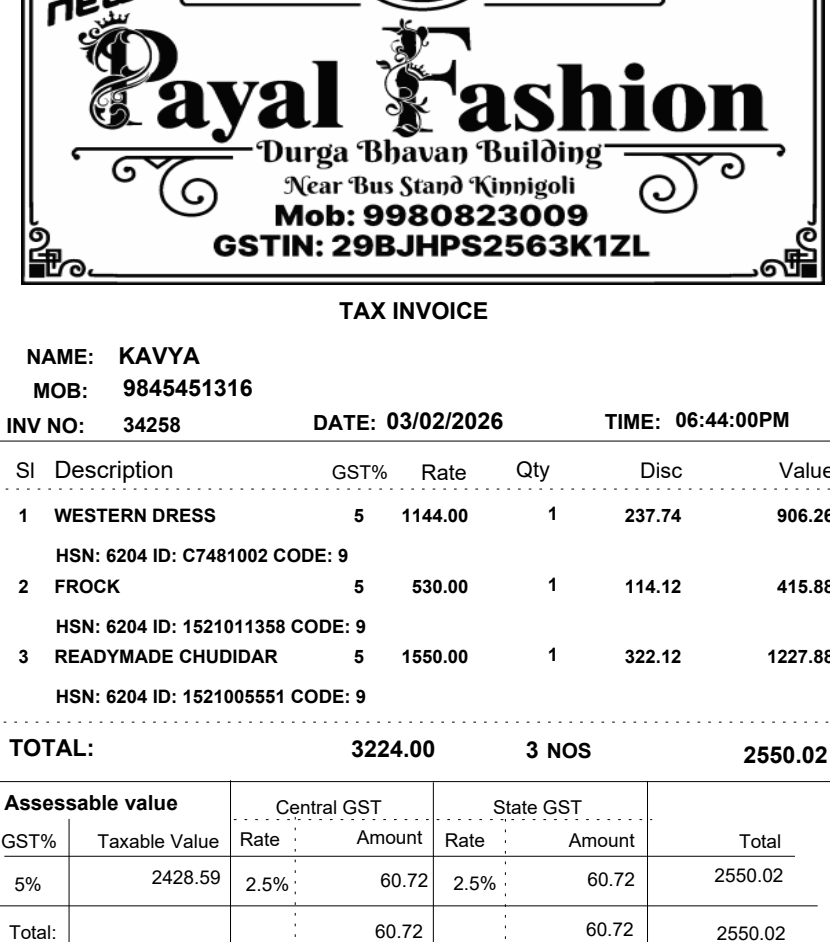 new
Payal Fashion
Durga Bhavan Building
Near Bus Stand Kinnigoli
Mob: 9980823009
GSTIN: 29BJHPS2563K1ZL
TAX INVOICE
NAME: KAVYA
MOB: 9845451316
INV NO: 34258 DATE: 03/02/2026 TIME: 06:44:00PM
Sl Description GST% Rate Qty Disc Value
1 WESTERN DRESS 5 1144.00 1 237.74 906.26
HSN: 6204 ID: C7481002 CODE: 9
2 FROCK 5 530.00 1 114.12 415.88
HSN: 6204 ID: 1521011358 CODE: 9
3 READYMADE CHUDIDAR 5 1550.00 1 322.12 1227.88
HSN: 6204 ID: 1521005551 CODE: 9
TOTAL: 3224.00 3 NOS 2550.02
Assessable value Central GST State GST
GST% Taxable Value Rate Amount Rate Amount Total
5% 2428.59 2.5% 60.72 2.5% 60.72 2550.02
Total: 60.72 60.72 2550.02